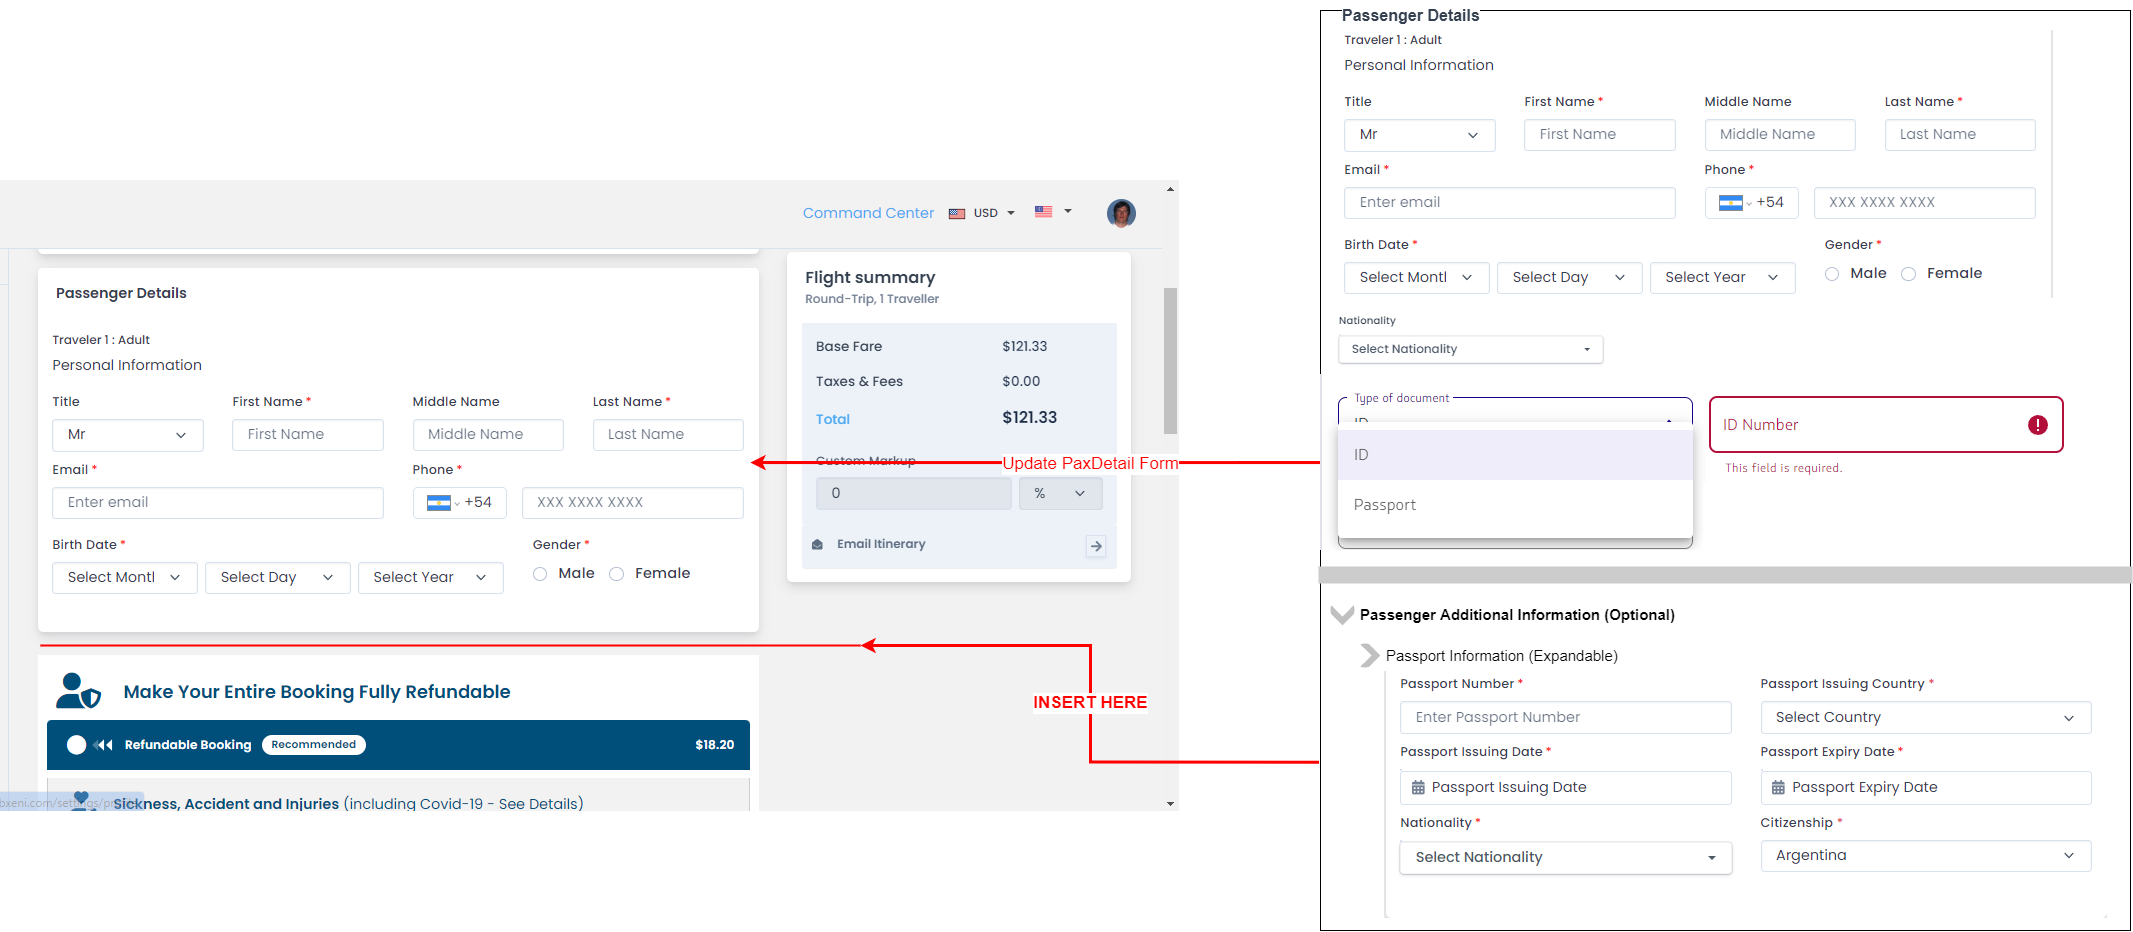 Command Center
USD
Passenger Details
Traveler 1 : Adult
Personal Information
Title
First Name *
Middle Name
Last Name *
Mr
First Name
Middle Name
Last Name
Email *
Phone *
Enter email
+54
XXX XXXX XXXX
Birth Date *
Gender *
Select Montl
Select Day
Select Year
Male
Female
Flight summary
Round-Trip, 1 Traveller
Base Fare
$121.33
Taxes & Fees
$0.00
Total
$121.33
Custom Markup
0
%
Email Itinerary
Update PaxDetail Form
INSERT HERE
Make Your Entire Booking Fully Refundable
Refundable Booking
Recommended
$18.20
Sickness, Accident and Injuries (including Covid-19 - See Details)
Passenger Details
Traveler 1 : Adult
Personal Information
Title
First Name *
Middle Name
Last Name *
Mr
First Name
Middle Name
Last Name
Email *
Phone *
Enter email
+54
XXX XXXX XXXX
Birth Date *
Gender *
Select Montl
Select Day
Select Year
Male
Female
Nationality
Select Nationality
Type of document
ID
ID
Passport
ID Number
This field is required.
Passenger Additional Information (Optional)
Passport Information (Expandable)
Passport Number *
Passport Issuing Country *
Enter Passport Number
Select Country
Passport Issuing Date *
Passport Expiry Date *
Passport Issuing Date
Passport Expiry Date
Nationality *
Citizenship *
Select Nationality
Argentina